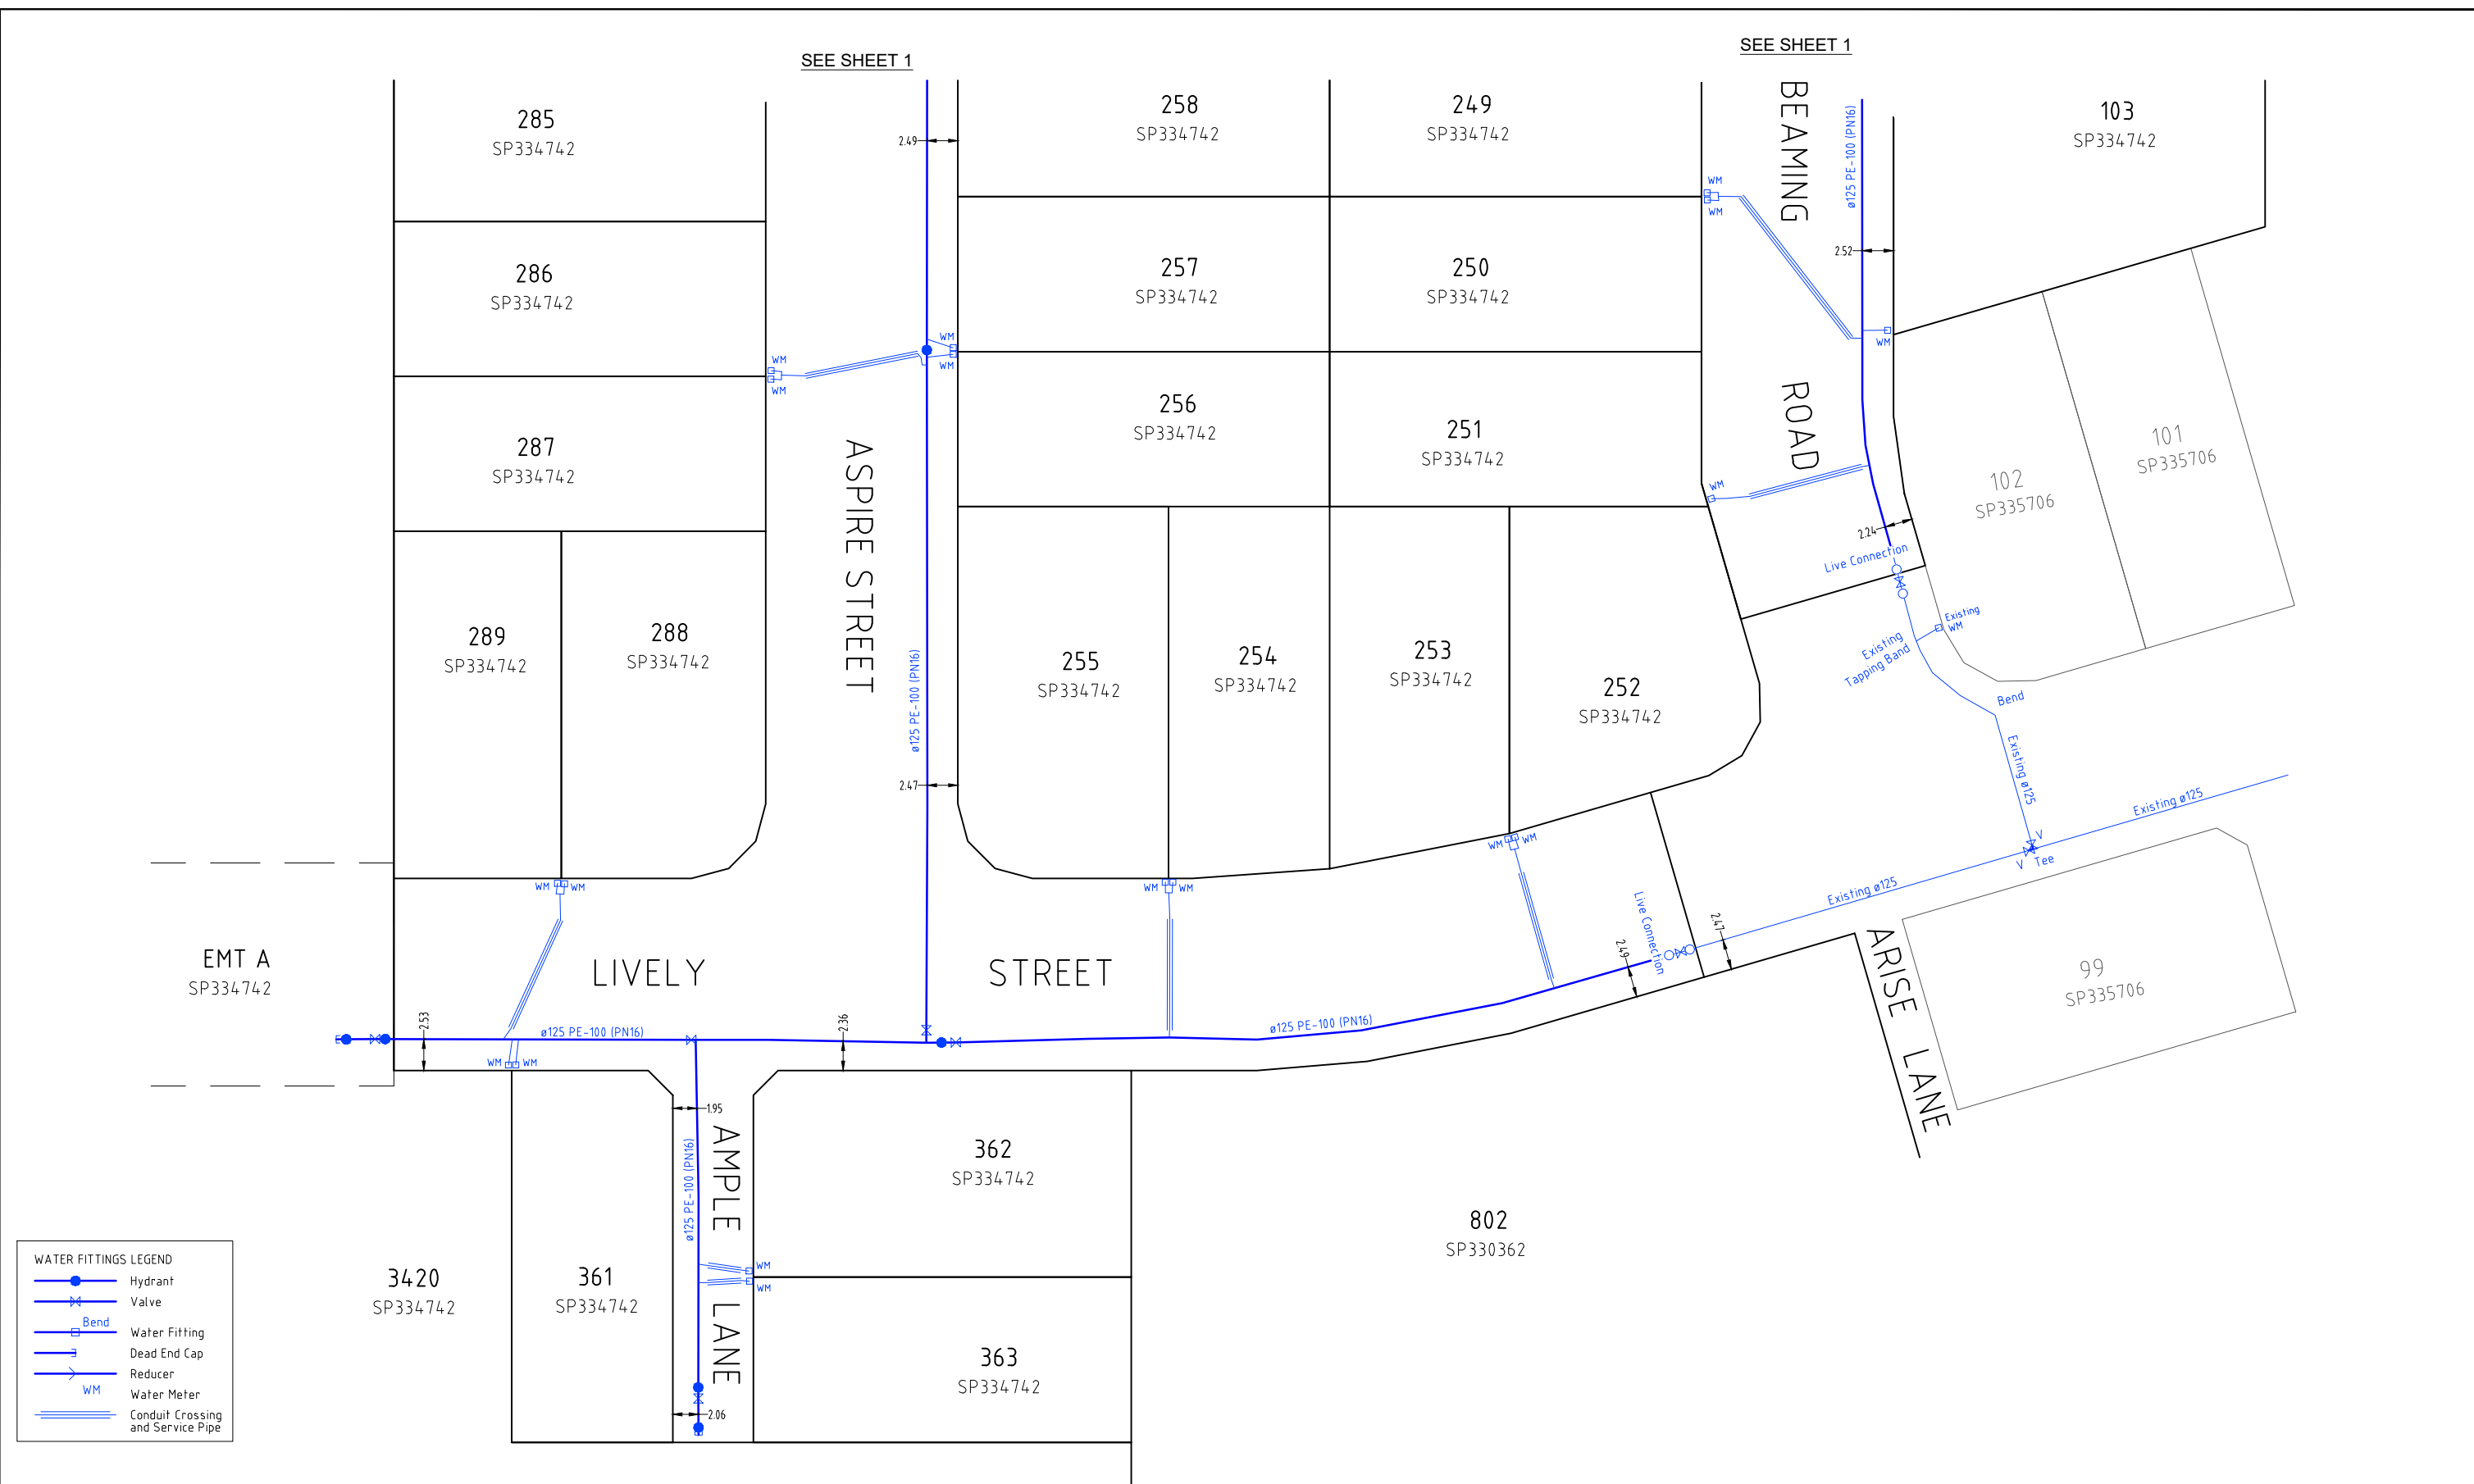 SEE SHEET 1
SEE SHEET 1
285
SP334742
258
SP334742
249
SP334742
BEAMING
ø125 PE-100 (PN16)
103
SP334742
2.49
WM
WM
286
SP334742
257
SP334742
250
SP334742
2.52
WM
WM
WM
WM
WM
WM
287
SP334742
ASPIRE STREET
256
SP334742
251
SP334742
ROAD
WM
102
SP335706
101
SP335706
2.24
Live Connection
289
SP334742
288
SP334742
ø125 PE-100 (PN16)
255
SP334742
254
SP334742
253
SP334742
252
SP334742
Existing
Tapping Band
Existing
WM
Bend
Existing ø125
2.47
Existing ø125
V
V
Tee
WM
WM
WM
WM
WM
WM
Existing ø125
Live Connection
2.49
2.47
EMT A
SP334742
LIVELY
STREET
ARISE LANE
99
SP335706
2.53
ø125 PE-100 (PN16)
2.36
ø125 PE-100 (PN16)
E
WM
WM
1.95
ø125 PE-100 (PN16)
AMPLE LANE
362
SP334742
802
SP330362
WM
WM
3420
SP334742
361
SP334742
363
SP334742
2.06
WATER FITTINGS LEGEND
Hydrant
Valve
Bend
Water Fitting
Dead End Cap
Reducer
WM
Water Meter
Conduit Crossing
and Service Pipe